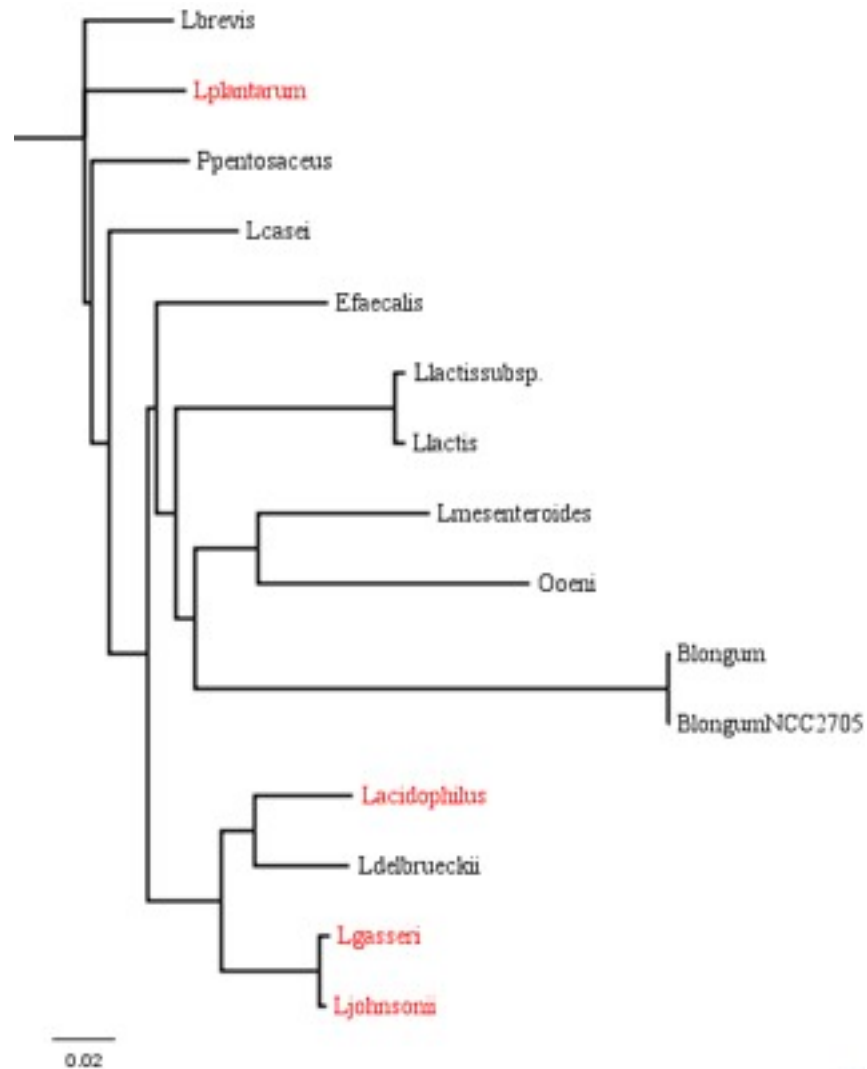 Lbrevis
Lplantarum
Ppentosaceus
Lcasei
Efaecalis
Llactissubsp.
Llactis
Lmesenteroides
Ooeni
Blongum
BlongumNCC2705
Lacidophilus
Ldelbrueckii
Lgasseri
Ljohnsonii
0.02